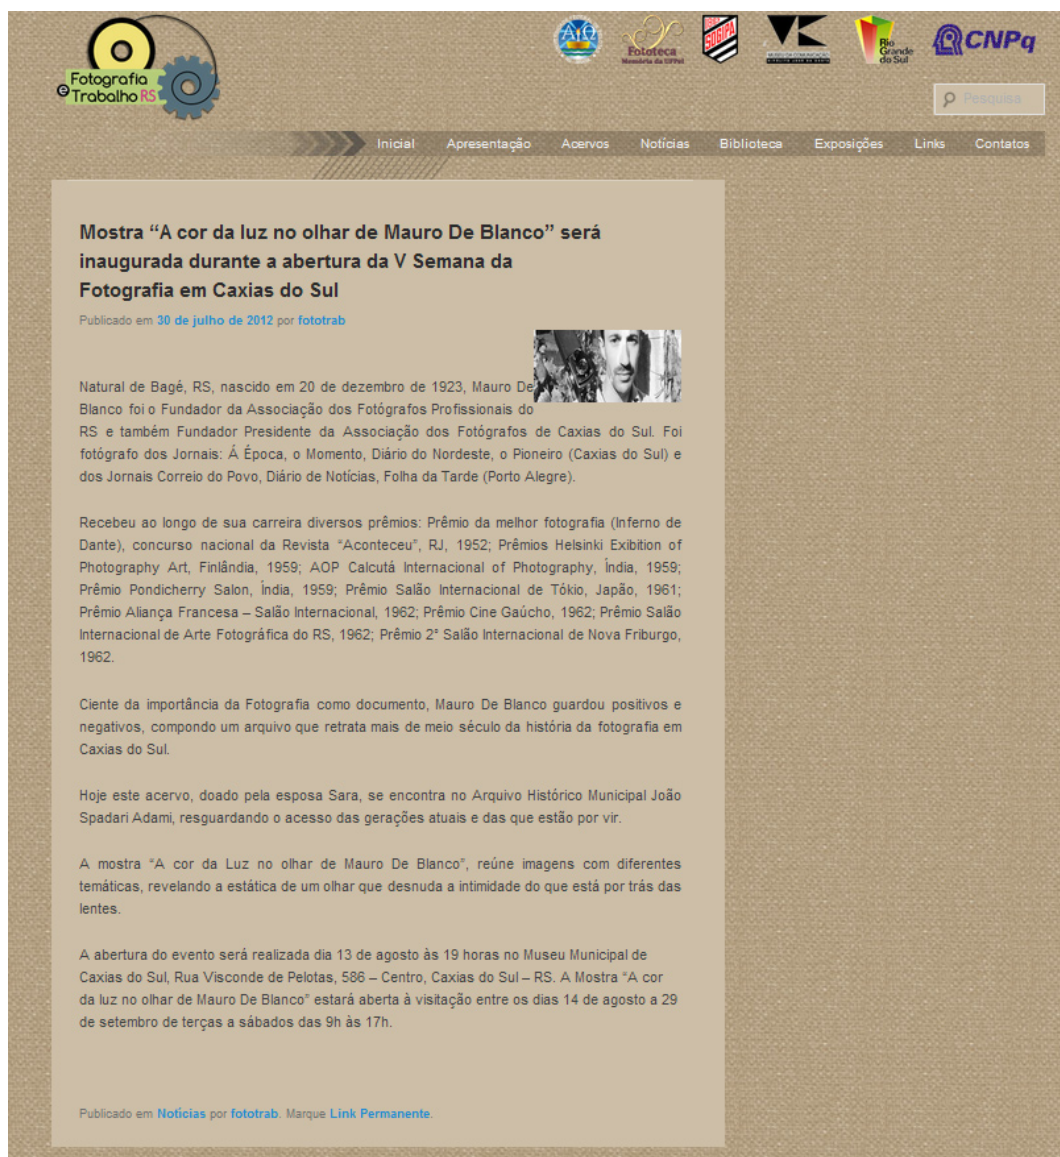 Fotografia
e Trabalho RS
ΑΩ
Fototeca
Memória da UFPel
SOGIPA
Rio
Grande
do Sul
CNPq
Pesquisa
Inicial Apresentação Acervos Notícias Biblioteca Exposições Links Contatos
Mostra “A cor da luz no olhar de Mauro De Blanco” será
inaugurada durante a abertura da V Semana da
Fotografia em Caxias do Sul
Publicado em 30 de julho de 2012 por fototrab
Natural de Bagé, RS, nascido em 20 de dezembro de 1923, Mauro De
Blanco foi o Fundador da Associação dos Fotógrafos Profissionais do
RS e também Fundador Presidente da Associação dos Fotógrafos de Caxias do Sul. Foi
fotógrafo dos Jornais: Á Época, o Momento, Diário do Nordeste, o Pioneiro (Caxias do Sul) e
dos Jornais Correio do Povo, Diário de Notícias, Folha da Tarde (Porto Alegre).
Recebeu ao longo de sua carreira diversos prêmios: Prêmio da melhor fotografia (Inferno de
Dante), concurso nacional da Revista “Aconteceu”, RJ, 1952; Prêmios Helsinki Exibition of
Photography Art, Finlândia, 1959; AOP Calcutá Internacional of Photography, Índia, 1959;
Prêmio Pondicherry Salon, Índia, 1959; Prêmio Salão Internacional de Tókio, Japão, 1961;
Prêmio Aliança Francesa – Salão Internacional, 1962; Prêmio Cine Gaúcho, 1962; Prêmio Salão
Internacional de Arte Fotográfica do RS, 1962; Prêmio 2° Salão Internacional de Nova Friburgo,
1962.
Ciente da importância da Fotografia como documento, Mauro De Blanco guardou positivos e
negativos, compondo um arquivo que retrata mais de meio século da história da fotografia em
Caxias do Sul.
Hoje este acervo, doado pela esposa Sara, se encontra no Arquivo Histórico Municipal João
Spadari Adami, resguardando o acesso das gerações atuais e das que estão por vir.
A mostra “A cor da Luz no olhar de Mauro De Blanco”, reúne imagens com diferentes
temáticas, revelando a estática de um olhar que desnuda a intimidade do que está por trás das
lentes.
A abertura do evento será realizada dia 13 de agosto às 19 horas no Museu Municipal de
Caxias do Sul, Rua Visconde de Pelotas, 586 – Centro, Caxias do Sul – RS. A Mostra “A cor
da luz no olhar de Mauro De Blanco” estará aberta à visitação entre os dias 14 de agosto a 29
de setembro de terças a sábados das 9h às 17h.
Publicado em Notícias por fototrab. Marque Link Permanente.